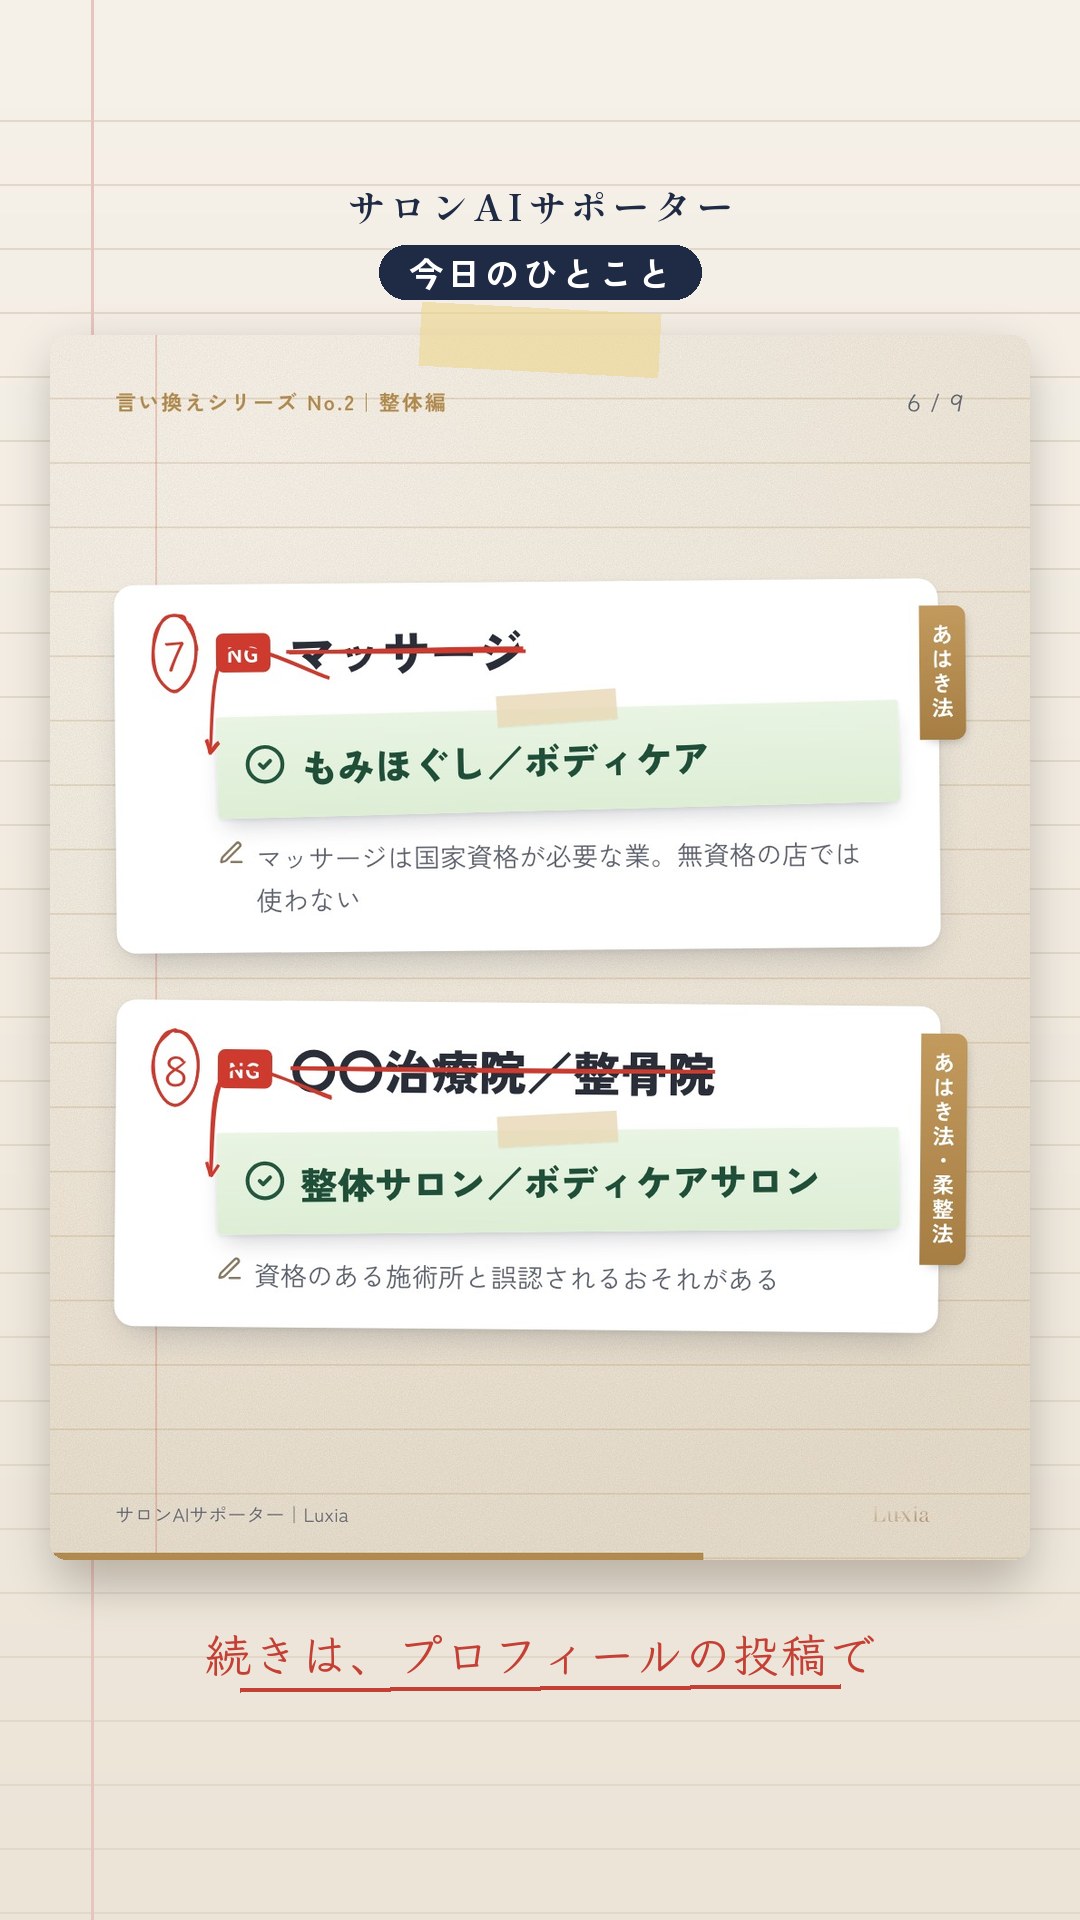 サロンAIサポーター
今日のひとこと
言い換えシリーズ No.2｜整体編
6 / 9
7
NG
マッサージ
あはき法
もみほぐし／ボディケア
マッサージは国家資格が必要な業。無資格の店では
使わない
8
NG
〇〇治療院／整骨院
あはき法・柔整法
整体サロン／ボディケアサロン
資格のある施術所と誤認されるおそれがある
サロンAIサポーター｜Luxia
Luxia
続きは、プロフィールの投稿で